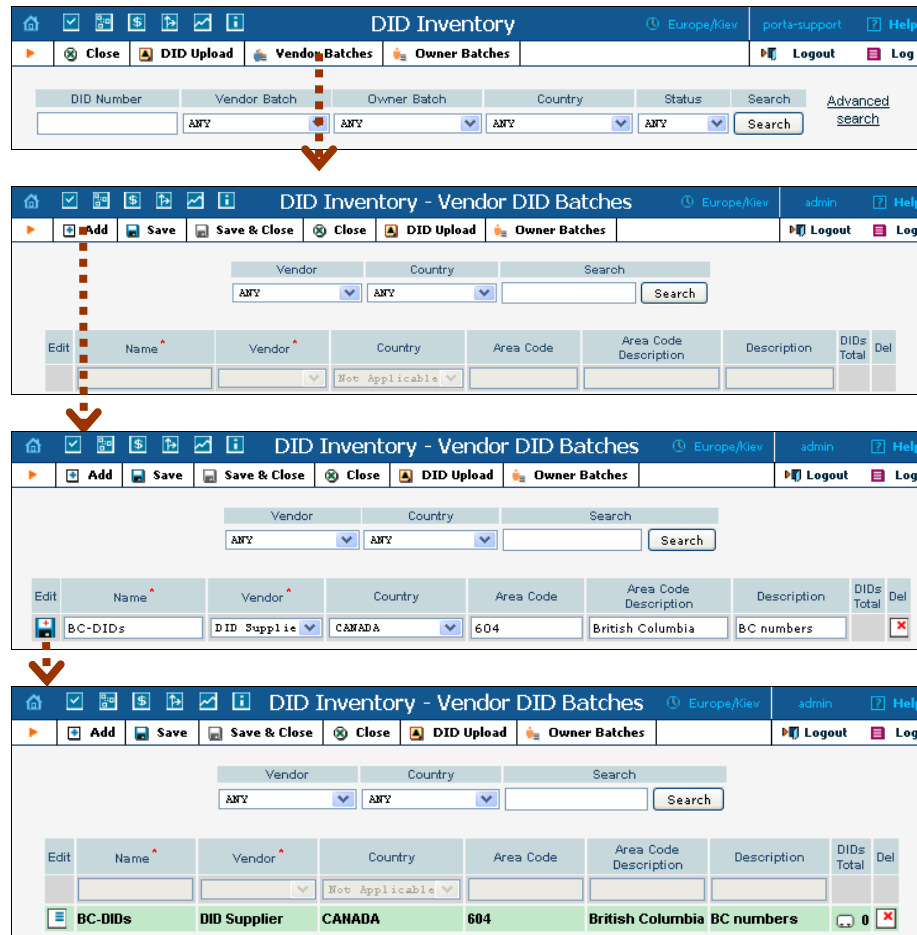 DID Inventory Europe/Kiev porta-support Help
Close DID Upload Vendor Batches Owner Batches Logout Log
DID Number Vendor Batch Owner Batch Country Status Search
Advanced search
ANY ANY ANY ANY Search
DID Inventory - Vendor DID Batches Europe/Kiev admin Help
Add Save Save & Close Close DID Upload Owner Batches Logout Log
Vendor Country Search
ANY ANY Search
Edit Name* Vendor* Country Area Code Area Code Description Description DIDs Total Del
Not Applicable
DID Inventory - Vendor DID Batches Europe/Kiev admin Help
Add Save Save & Close Close DID Upload Owner Batches Logout Log
Vendor Country Search
ANY ANY Search
Edit Name* Vendor* Country Area Code Area Code Description Description DIDs Total Del
BC-DIDs DID Supplie CANADA 604 British Columbia BC numbers
DID Inventory - Vendor DID Batches Europe/Kiev admin Help
Add Save Save & Close Close DID Upload Owner Batches Logout Log
Vendor Country Search
ANY ANY Search
Edit Name* Vendor* Country Area Code Area Code Description Description DIDs Total Del
Not Applicable
BC-DIDs DID Supplier CANADA 604 British Columbia BC numbers 0